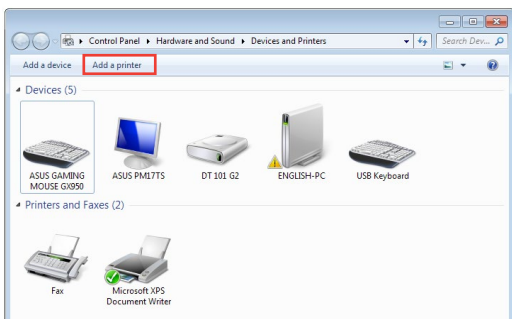 Control Panel ▸ Hardware and Sound ▸ Devices and Printers
Search Dev...
Add a device
Add a printer
Devices (5)
ASUS GAMING
MOUSE GX950
ASUS PM17TS
DT 101 G2
ENGLISH-PC
USB Keyboard
Printers and Faxes (2)
Fax
Microsoft XPS
Document Writer